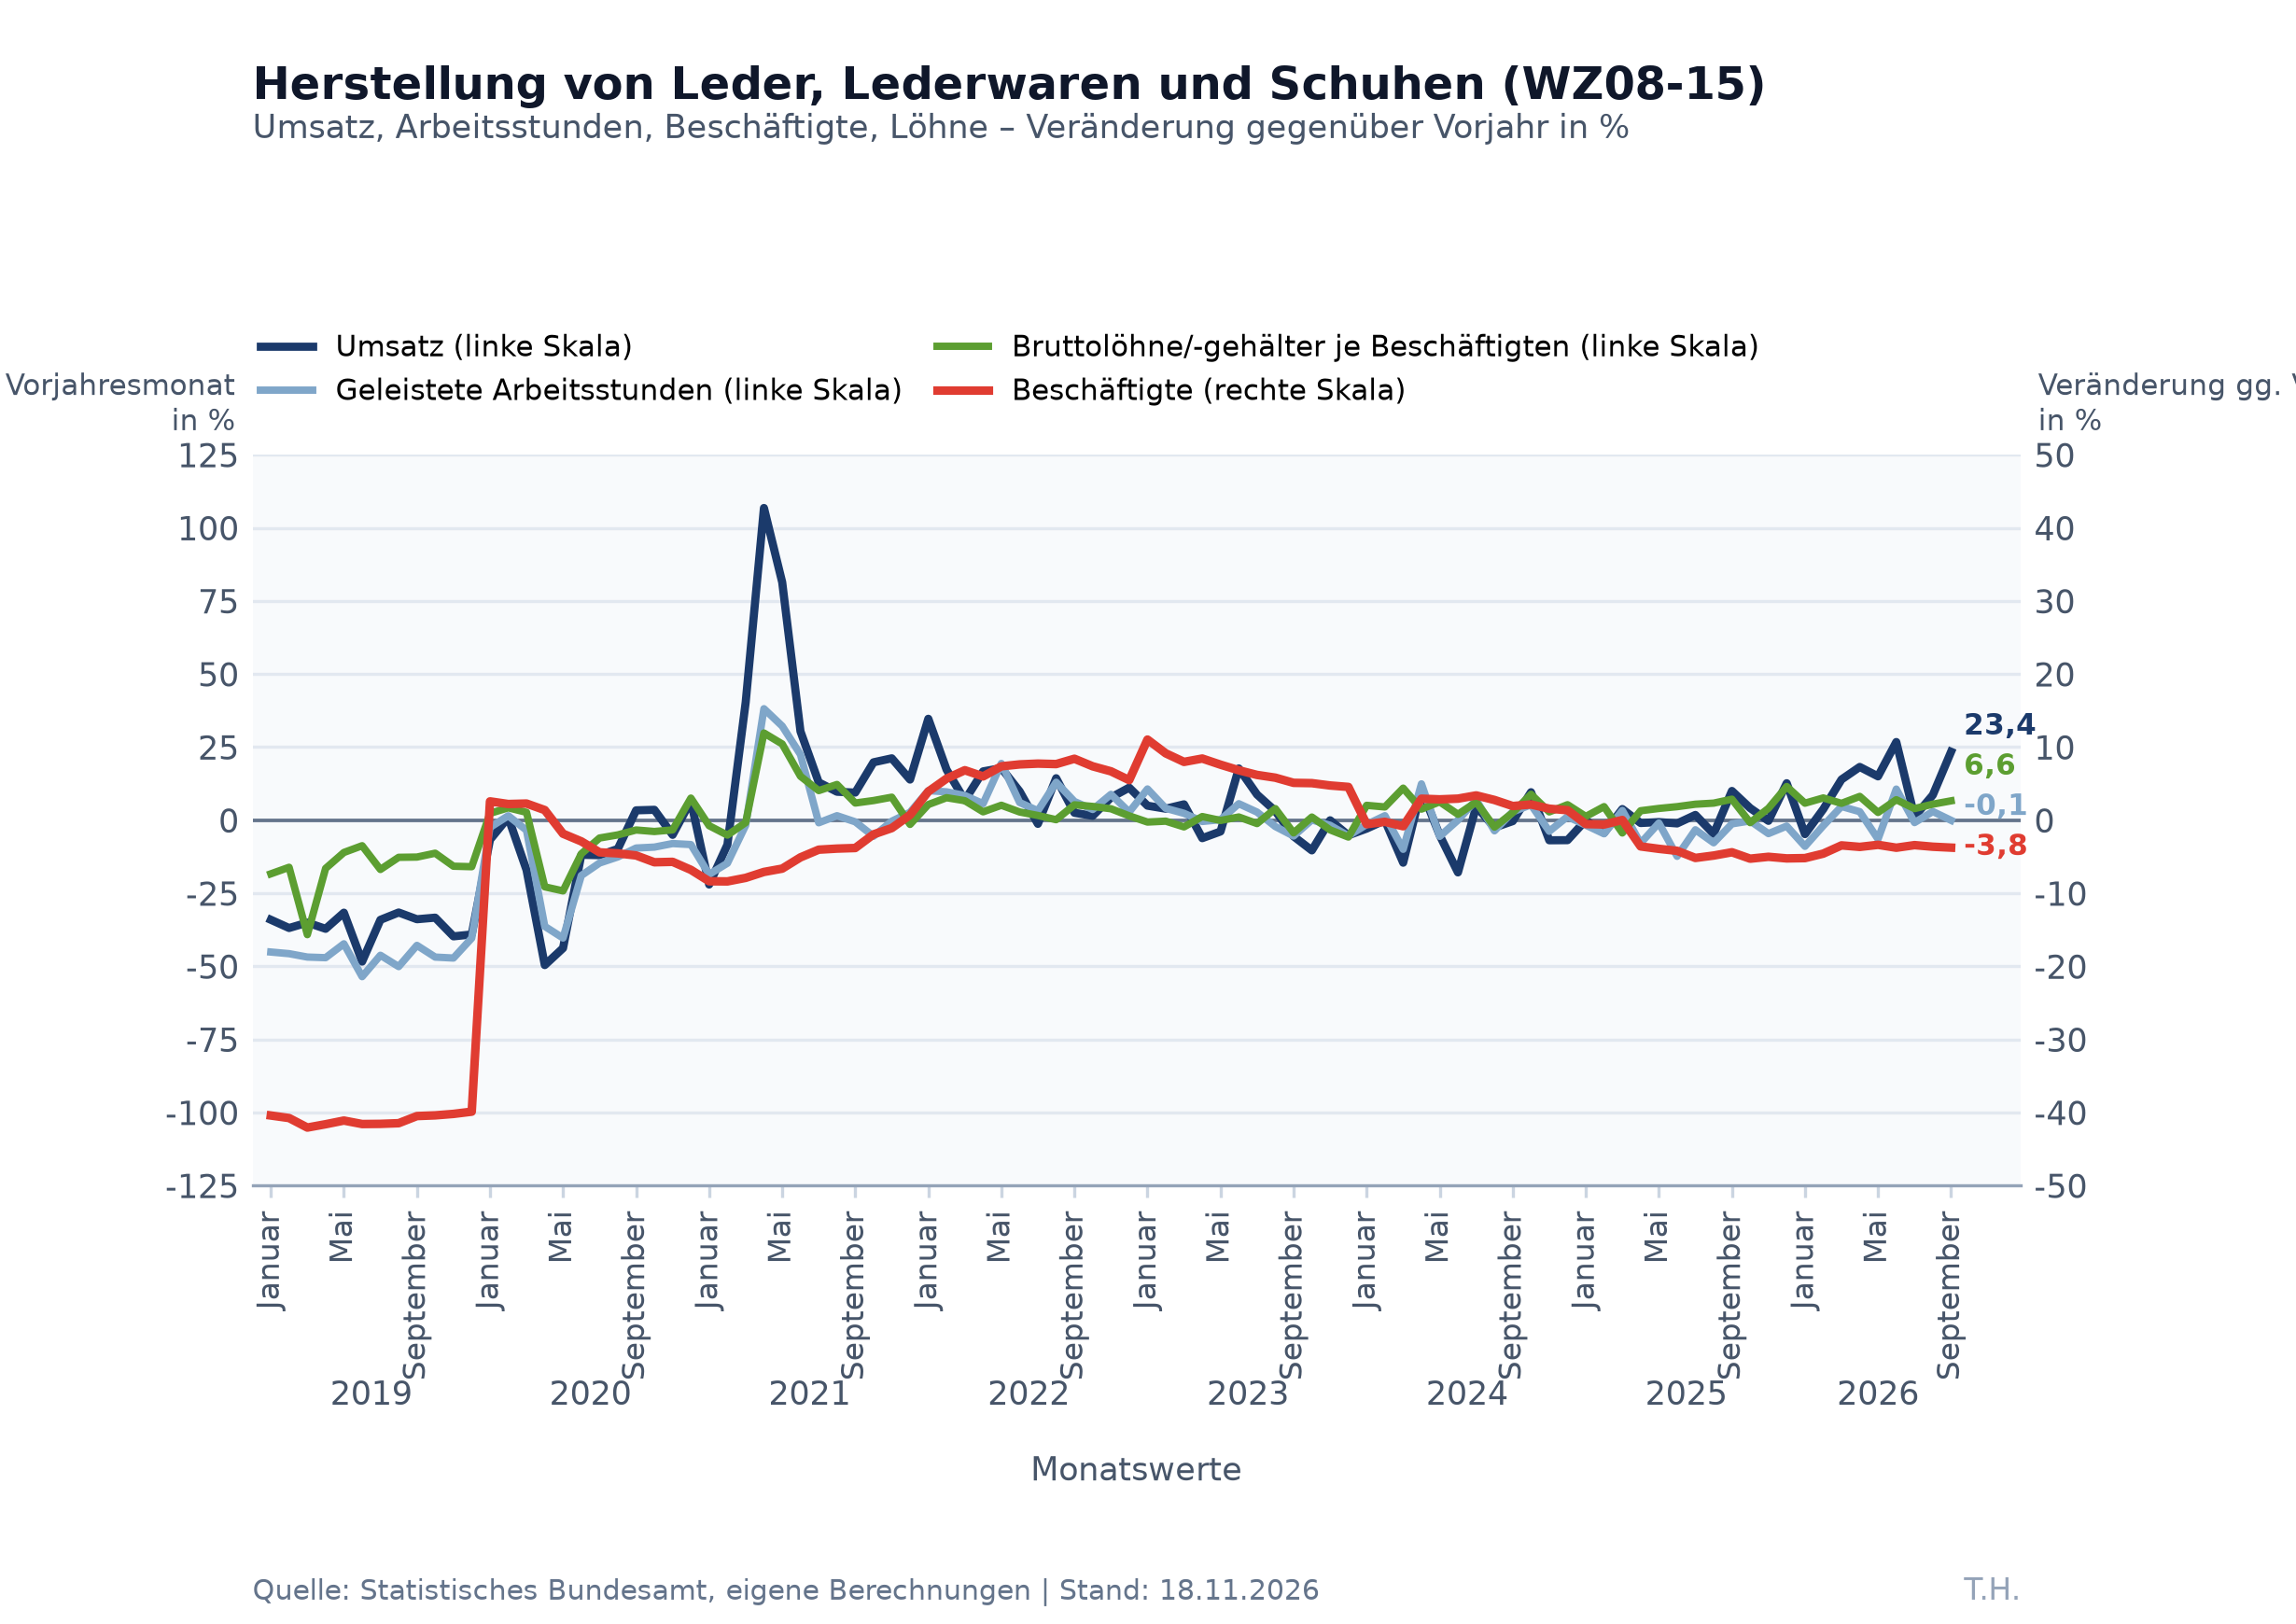 Herstellung von Leder, Lederwaren und Schuhen (WZ08-15)
Umsatz, Arbeitsstunden, Beschäftigte, Löhne – Veränderung gegenüber Vorjahr in %
Umsatz (linke Skala)
Bruttolöhne/-gehälter je Beschäftigten (linke Skala)
Geleistete Arbeitsstunden (linke Skala)
Beschäftigte (rechte Skala)
Vorjahresmonat
in %
Veränderung gg.
in %
125
100
75
50
25
0
-25
-50
-75
-100
-125
50
40
30
20
10
0
-10
-20
-30
-40
-50
23,4
6,6
-0,1
-3,8
Januar
Mai
September
Januar
Mai
September
Januar
Mai
September
Januar
Mai
September
Januar
Mai
September
Januar
Mai
September
Januar
Mai
September
Januar
Mai
September
2019
2020
2021
2022
2023
2024
2025
2026
Monatswerte
Quelle: Statistisches Bundesamt, eigene Berechnungen | Stand: 18.11.2026
T.H.